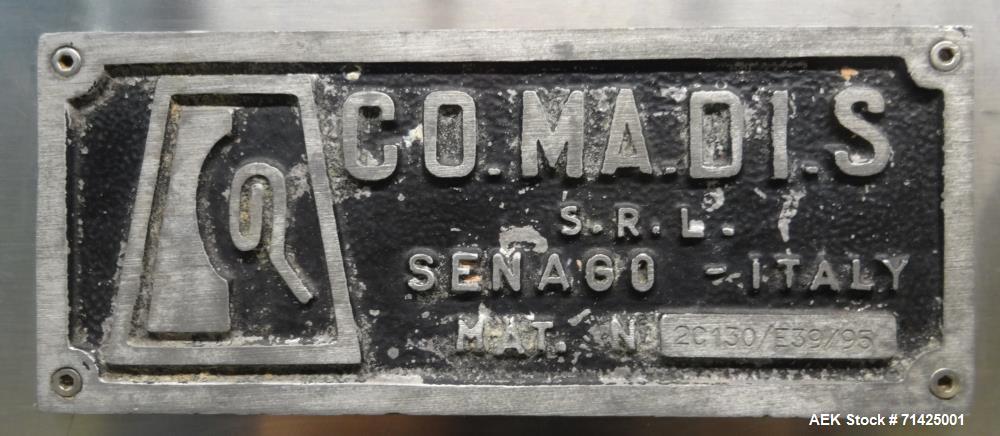 CO.MA.DI.S
S.R.L.
SENAGO - ITALY
MAT. N 2C130/E39/95
AEK Stock # 71425001